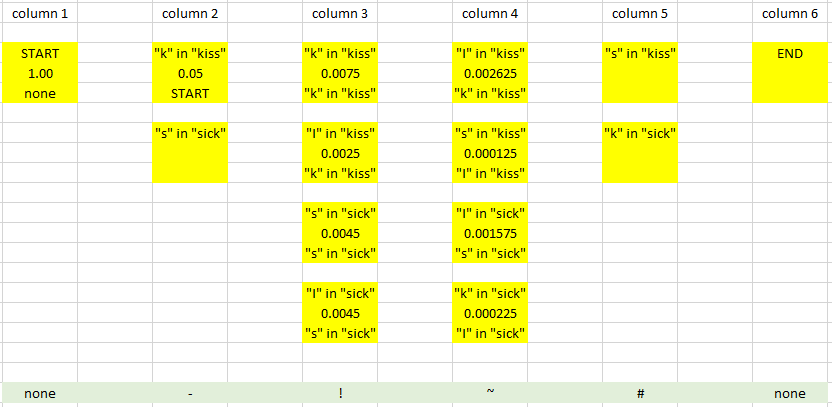 column 1 column 2 column 3 column 4 column 5 column 6
START "k" in "kiss" "k" in "kiss" "I" in "kiss" "s" in "kiss" END
1.00 0.05 0.0075 0.002625
none START "k" in "kiss" "k" in "kiss"
"s" in "sick" "I" in "kiss" "s" in "kiss" "k" in "sick"
0.0025 0.000125
"k" in "kiss" "I" in "kiss"
"s" in "sick" "I" in "sick"
0.0045 0.001575
"s" in "sick" "s" in "sick"
"I" in "sick" "k" in "sick"
0.0045 0.000225
"s" in "sick" "I" in "sick"
none - ! ~ # none